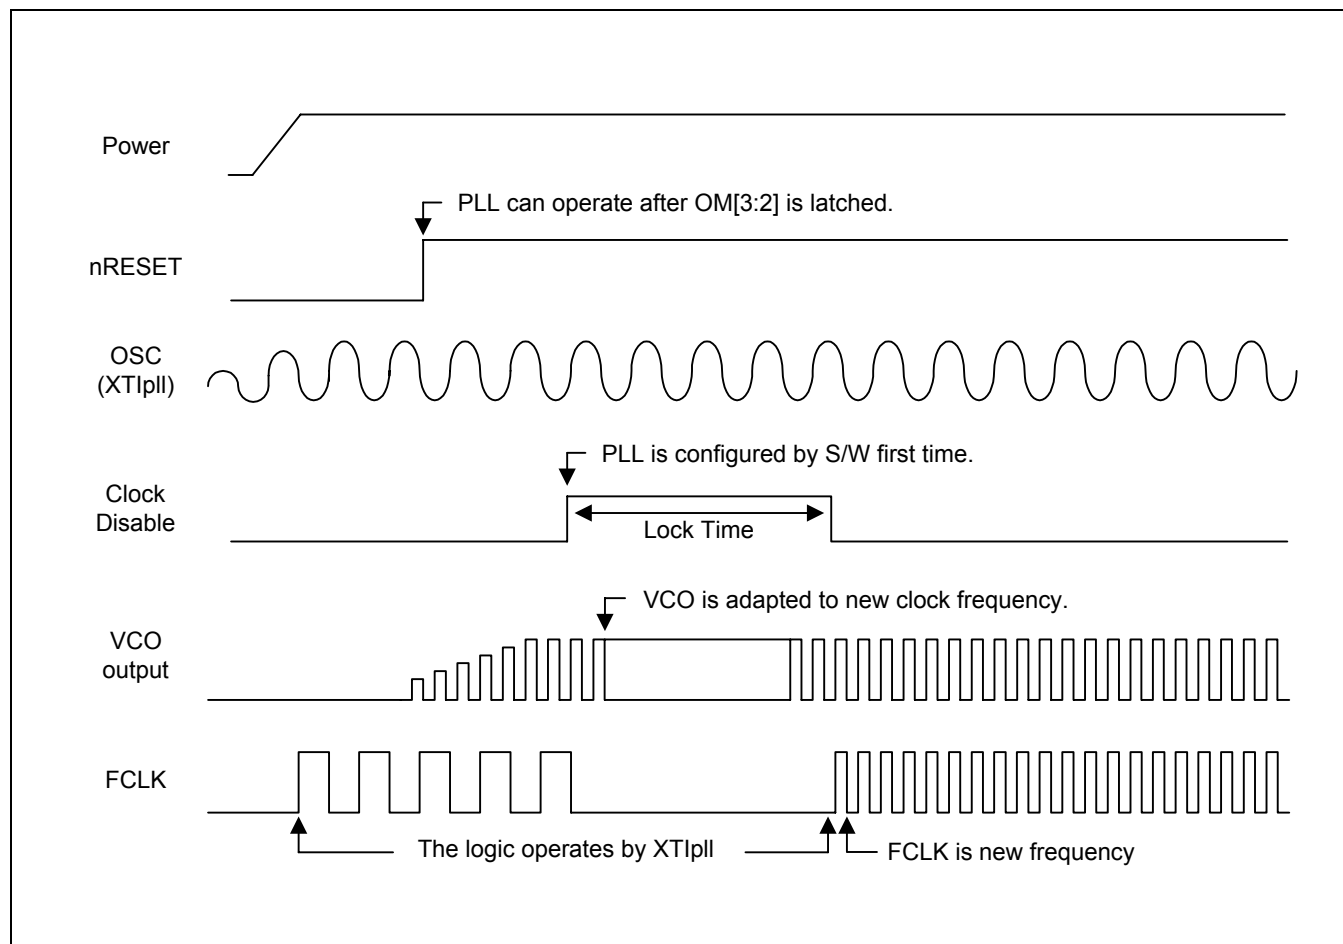 Power
PLL can operate after OM[3:2] is latched.
nRESET
OSC
(XTIpll)
PLL is configured by S/W first time.
Clock
Disable
Lock Time
VCO is adapted to new clock frequency.
VCO
output
FCLK
The logic operates by XTIpll
FCLK is new frequency